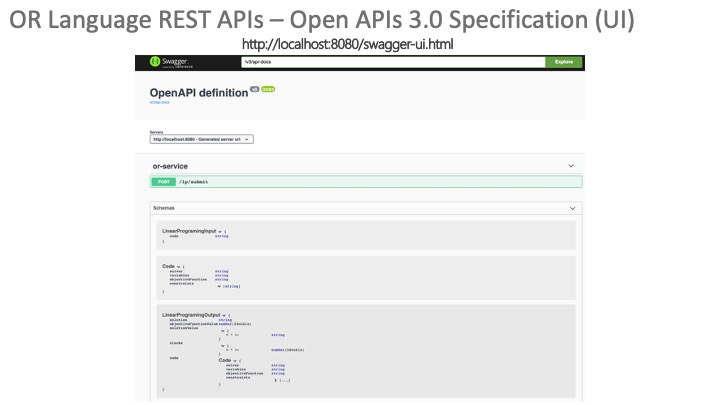 OR Language REST APIs – Open APIs 3.0 Specification (UI)
http://localhost:8080/swagger-ui.html
Swagger.
/v3/api-docs
Explore
OpenAPI definition v0 OAS3
/v3/api-docs
Servers
http://localhost:8080 - Generated server url
or-service
POST /lp/submit
Schemas
LinearProgramingInput {
code string
}
Code {
solver string
variables string
objectiveFunction string
constraints
[string]
}
LinearProgramingOutput {
solution string
objectiveFunctionValue number($double)
solutionValue
{
< * >: string
}
slacks
{
< * >: number($double)
}
code
Code {
solver string
variables string
objectiveFunction string
constraints
[...]
}
}